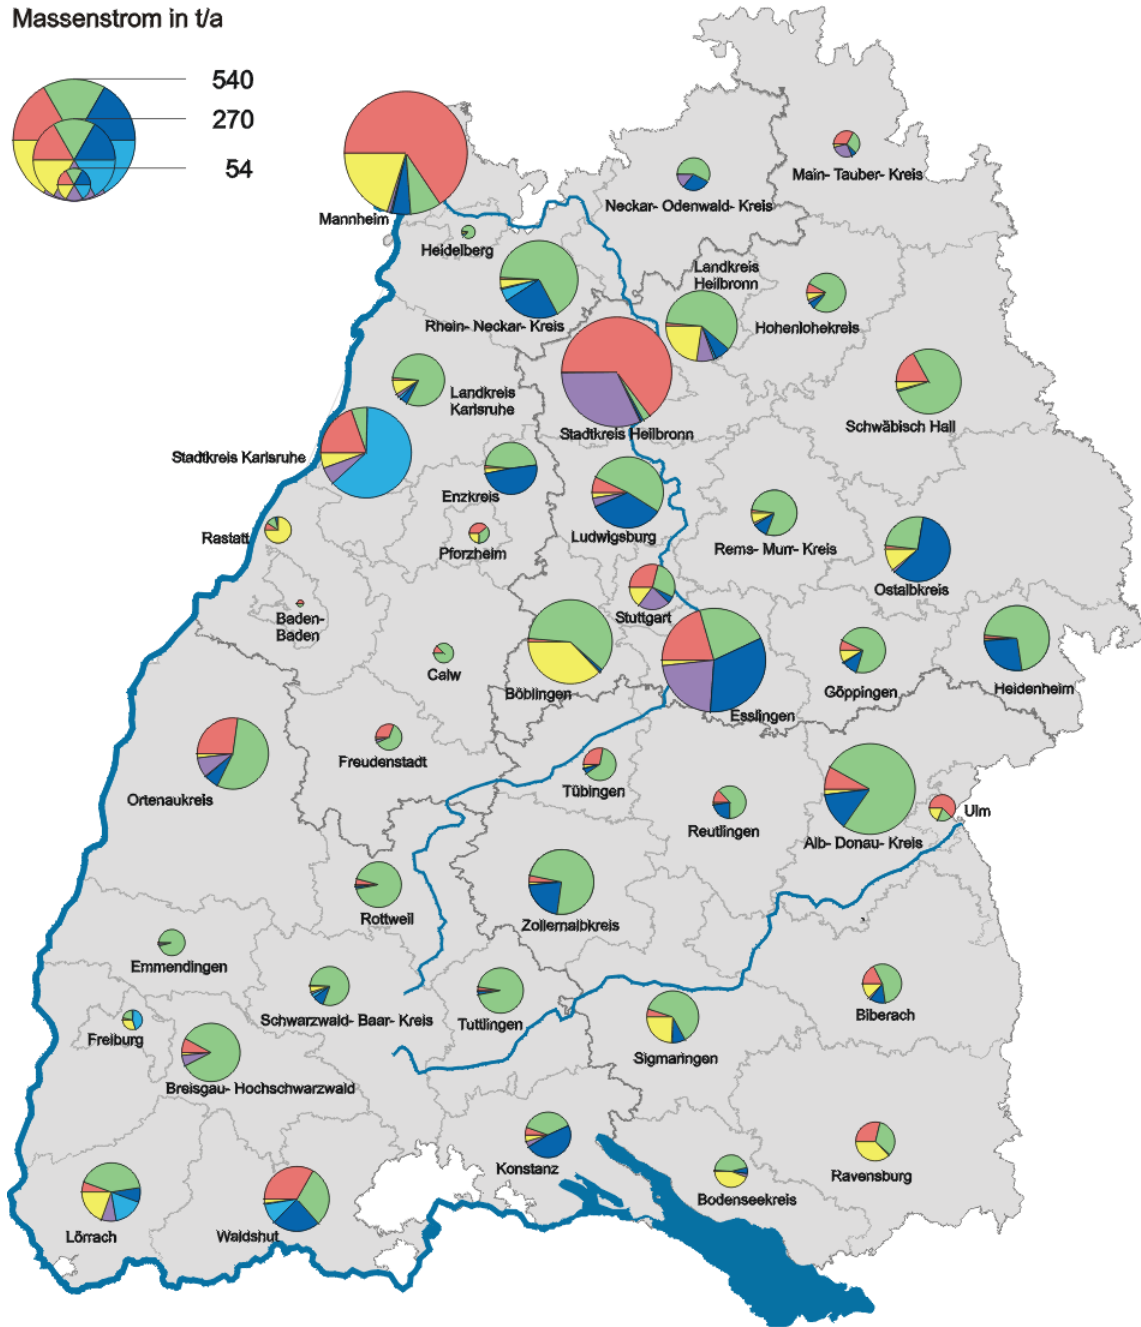 Massenstrom in t/a
540
270
54
Main- Tauber- Kreis
Neckar- Odenwald- Kreis
Mannheim
Heidelberg
Landkreis
Heilbronn
Rhein- Neckar- Kreis
Hohenlohekreis
Landkreis
Karlsruhe
Schwäbisch Hall
Stadtkreis Heilbronn
Stadtkreis Karlsruhe
Enzkreis
Ludwigsburg
Rastatt
Pforzheim
Rems- Murr- Kreis
Ostalbkreis
Baden-
Baden
Stuttgart
Calw
Böblingen
Esslingen
Göppingen
Heidenheim
Freudenstadt
Tübingen
Ortenaukreis
Reutlingen
Alb- Donau- Kreis
Ulm
Rottweil
Zollernalbkreis
Emmendingen
Schwarzwald- Baar- Kreis
Tuttlingen
Biberach
Freiburg
Sigmaringen
Breisgau- Hochschwarzwald
Konstanz
Bodenseekreis
Ravensburg
Lörrach
Waldshut